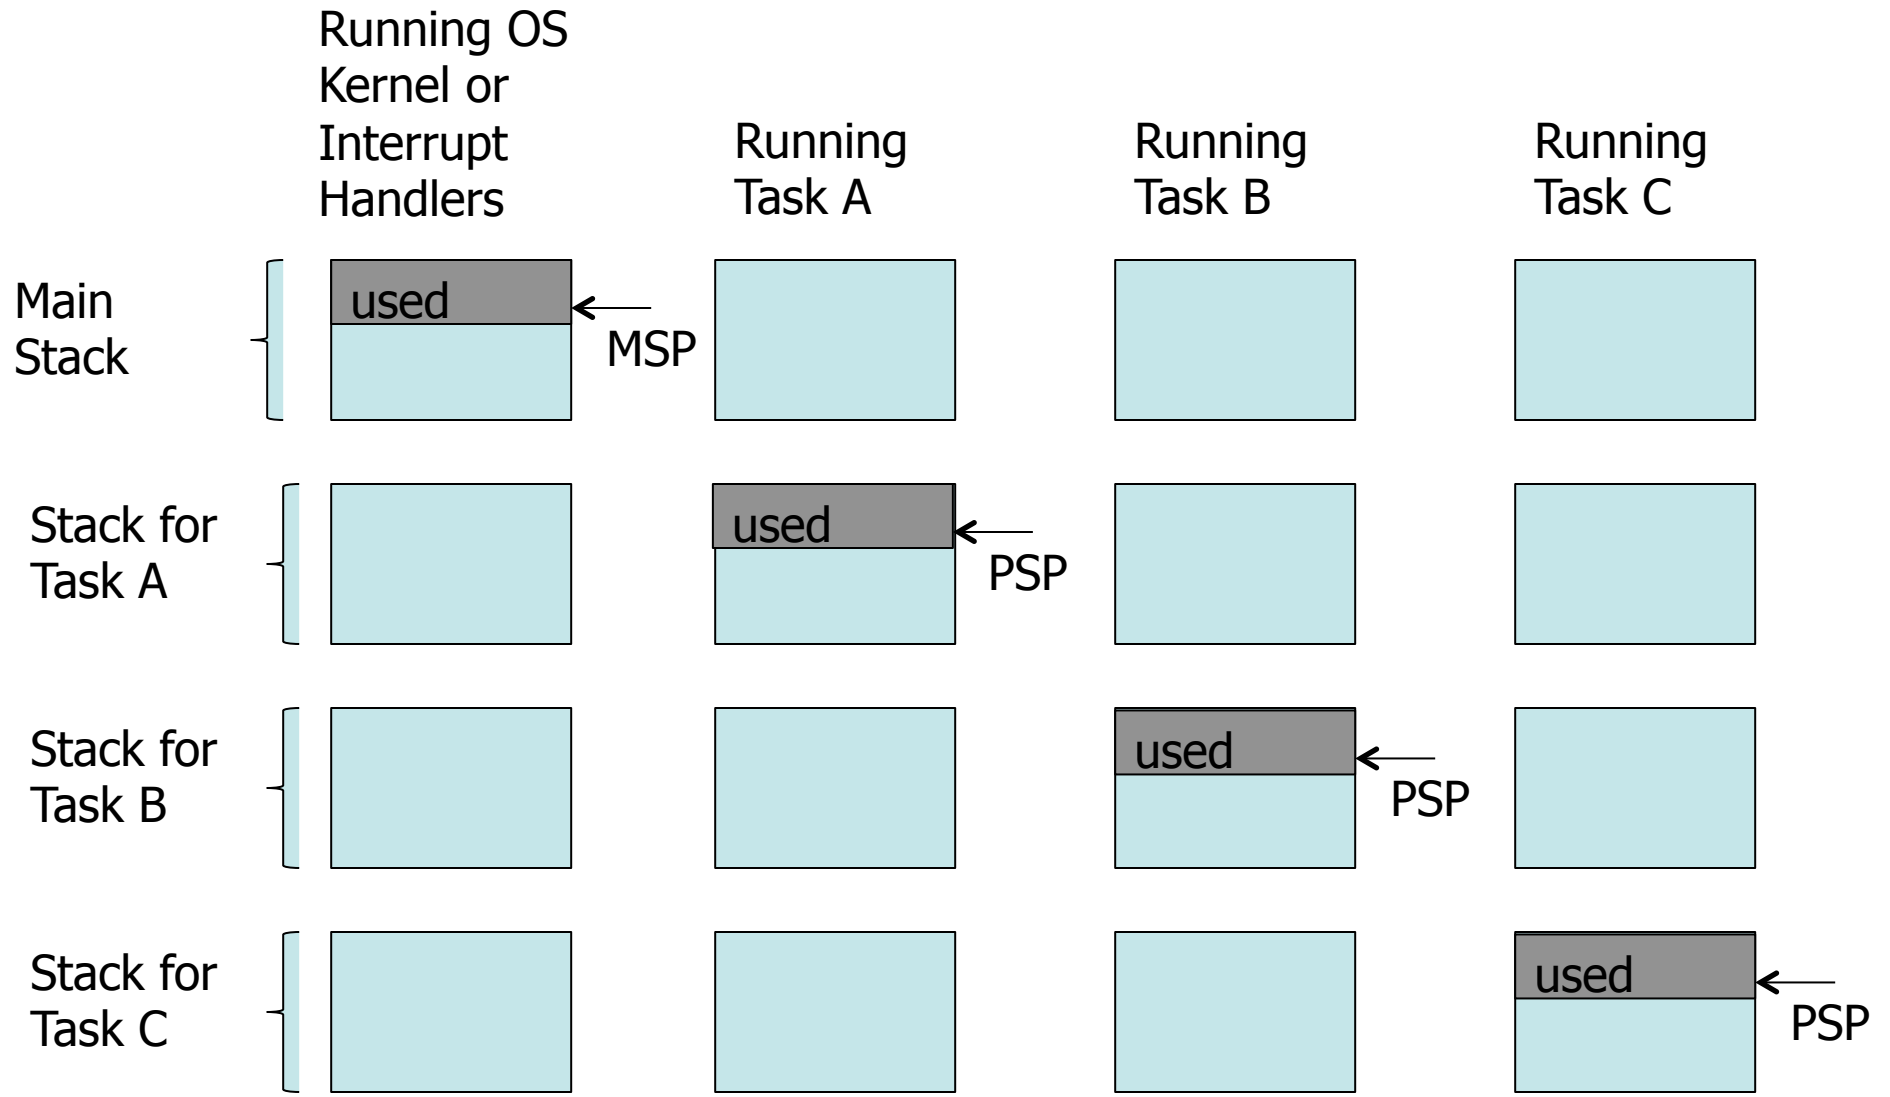 Running OS
Kernel or
Interrupt
Handlers
Running
Task A
Running
Task B
Running
Task C
Main
Stack
used
MSP
Stack for
Task A
used
PSP
Stack for
Task B
used
PSP
Stack for
Task C
used
PSP